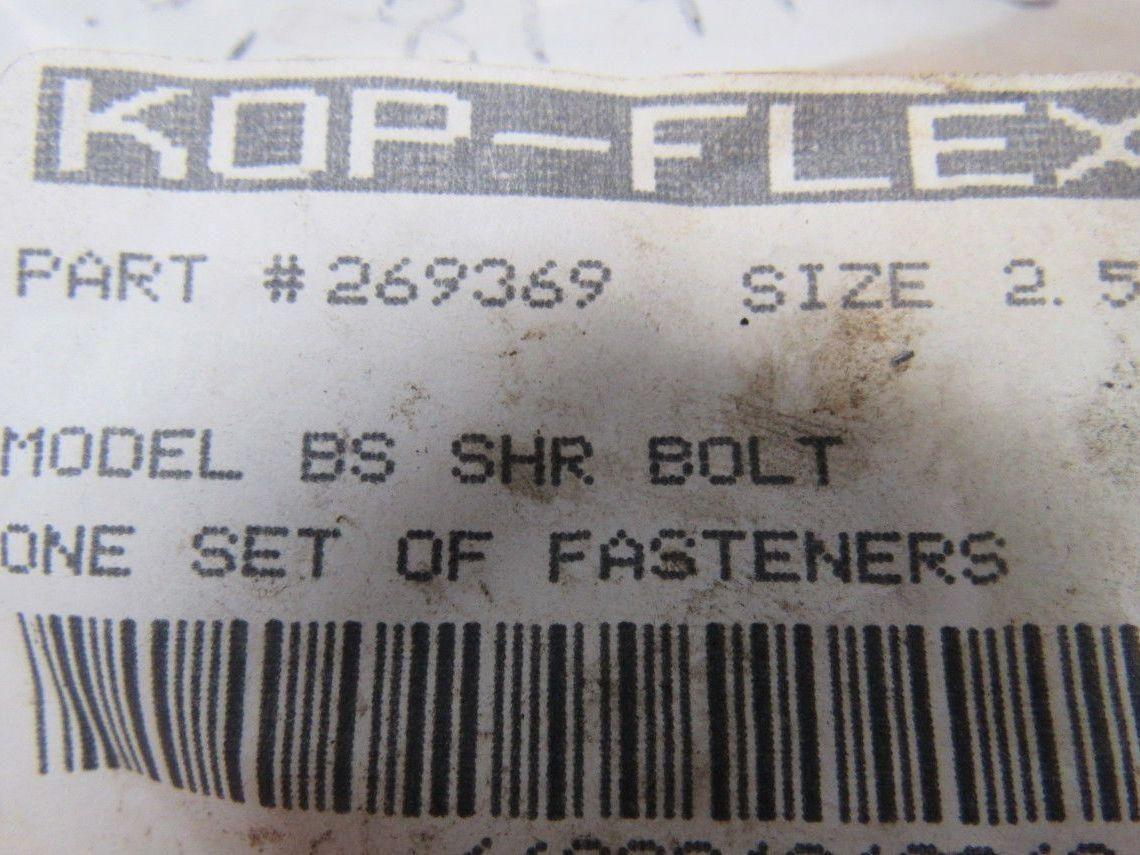 KOP-FLEX
PART #269369 SIZE 2.5
MODEL BS SHR BOLT
ONE SET OF FASTENERS